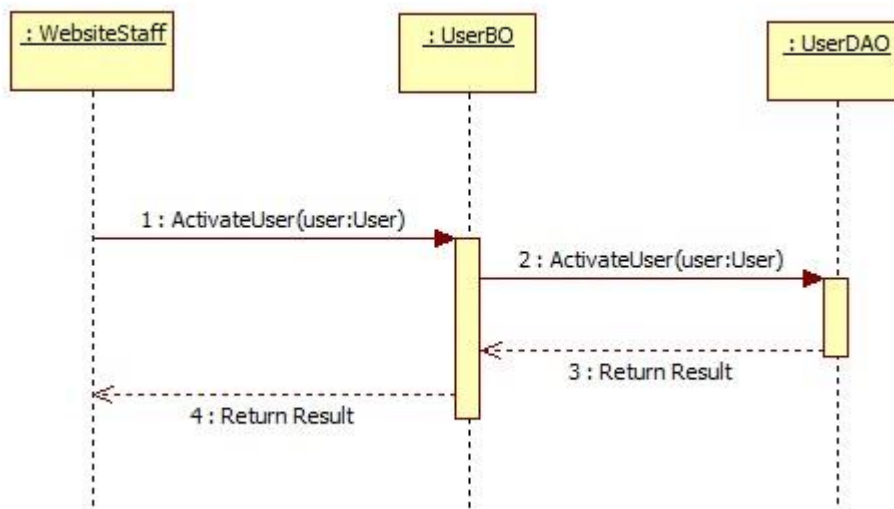 : WebsiteStaff
: UserBO
: UserDAO
1 : ActivateUser(user:User)
2 : ActivateUser(user:User)
3 : Return Result
4 : Return Result